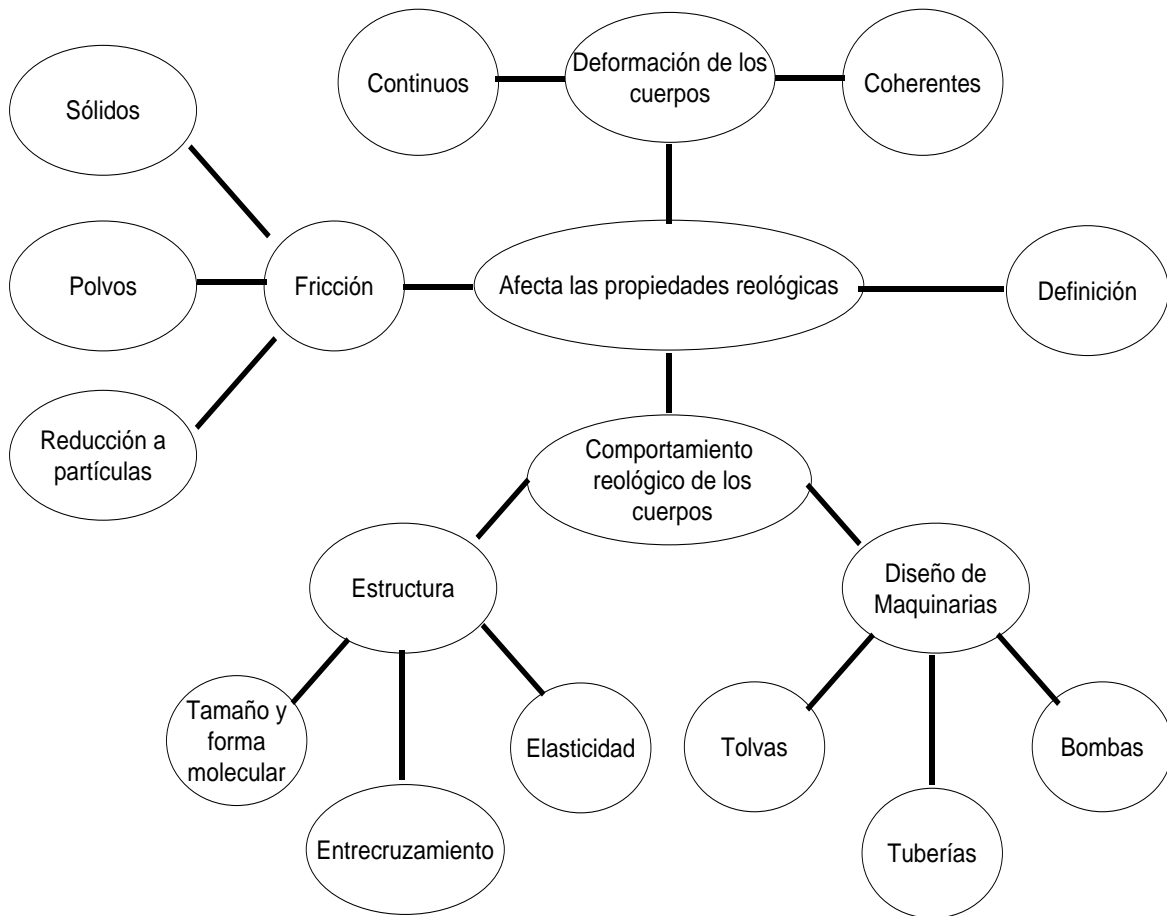 Deformación de los
cuerpos
Continuos
Coherentes
Sólidos
Polvos
Fricción
Afecta las propiedades reológicas
Definición
Reducción a
partículas
Comportamiento
reológico de los
cuerpos
Estructura
Diseño de
Maquinarias
Tamaño y
forma
molecular
Elasticidad
Tolvas
Bombas
Entrecruzamiento
Tuberías